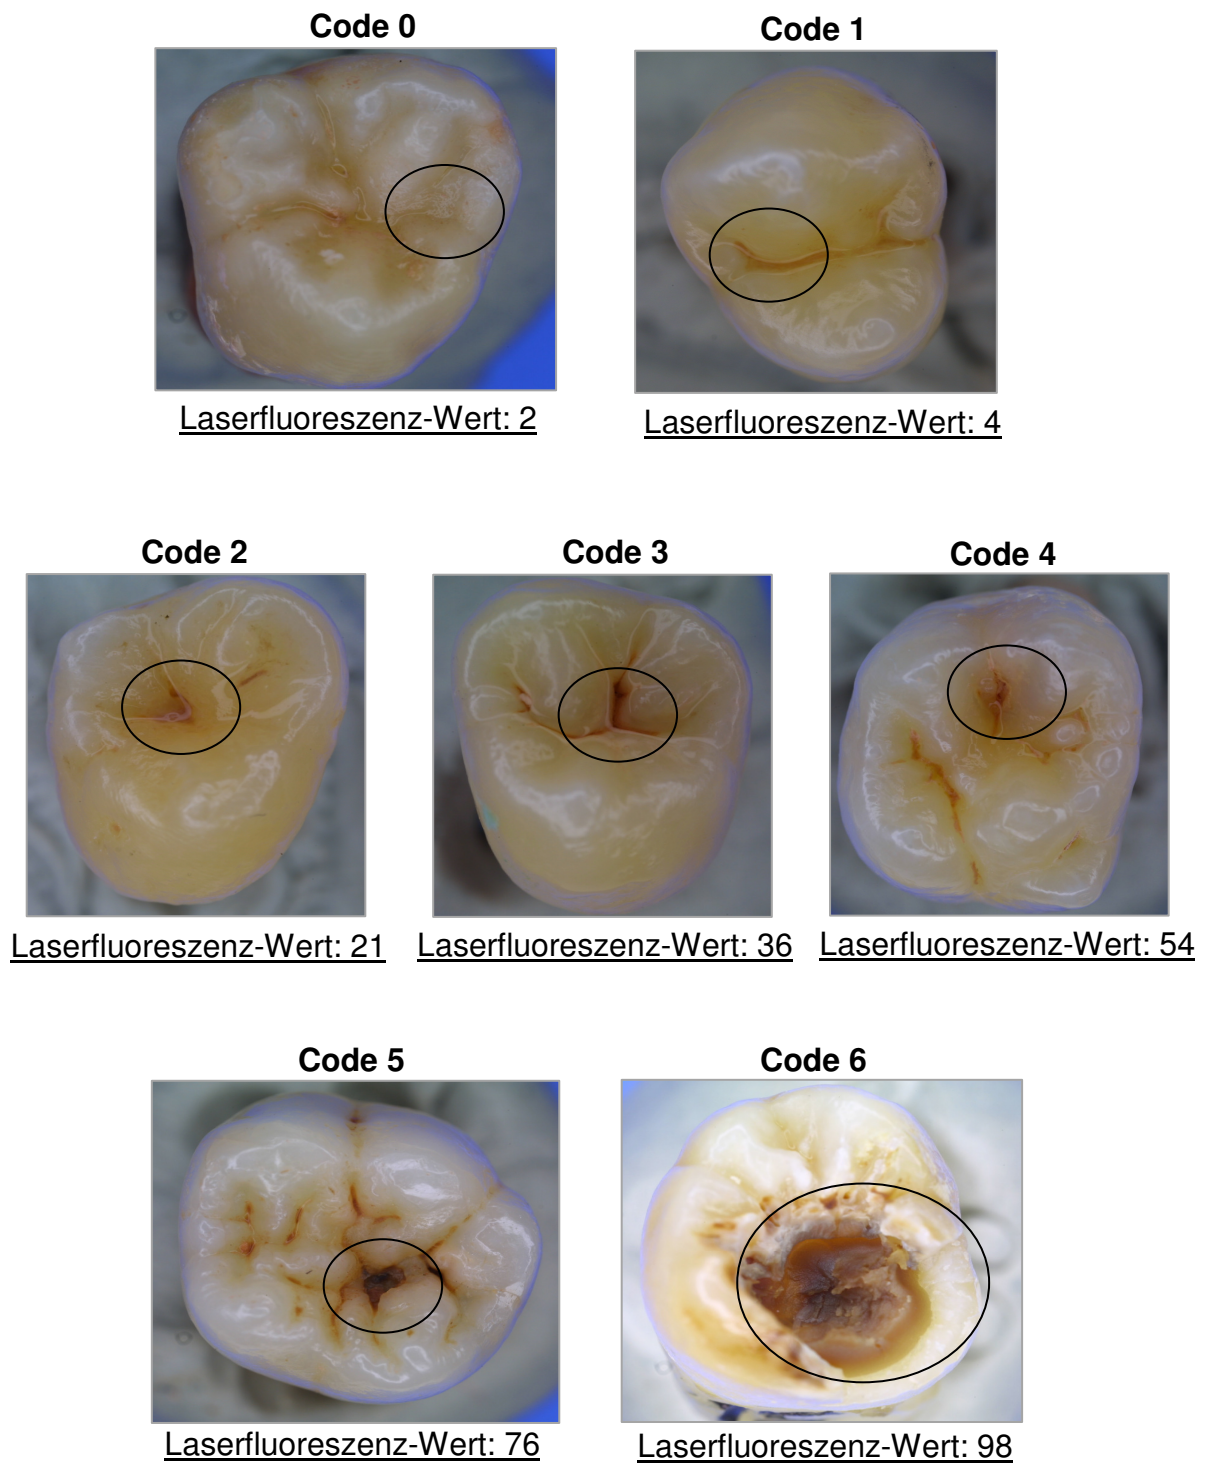 Code 0
Code 1
Laserfluoreszenz-Wert: 2
Laserfluoreszenz-Wert: 4
Code 2
Code 3
Code 4
Laserfluoreszenz-Wert: 21
Laserfluoreszenz-Wert: 36
Laserfluoreszenz-Wert: 54
Code 5
Code 6
Laserfluoreszenz-Wert: 76
Laserfluoreszenz-Wert: 98